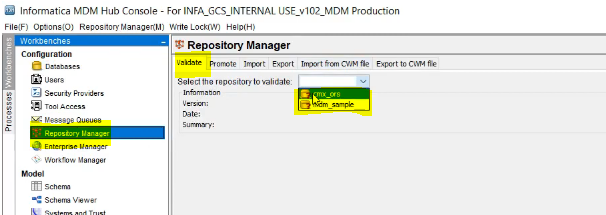 Informatica MDM Hub Console - For INFA_GCS_INTERNAL USE_v102_MDM Production
File(F) Options(O) Repository Manager(M) Write Lock(W) Help(H)
Processes Workbenches
Workbenches
Configuration
Databases
Users
Security Providers
Tool Access
Message Queues
Repository Manager
Enterprise Manager
Workflow Manager
Model
Schema
Schema Viewer
Systems and Trust
Repository Manager
Validate Promote Import Export Import from CWM file Export to CWM file
Select the repository to validate:
cmx_ors
mdm_sample
Information
Version:
Date:
Summary: